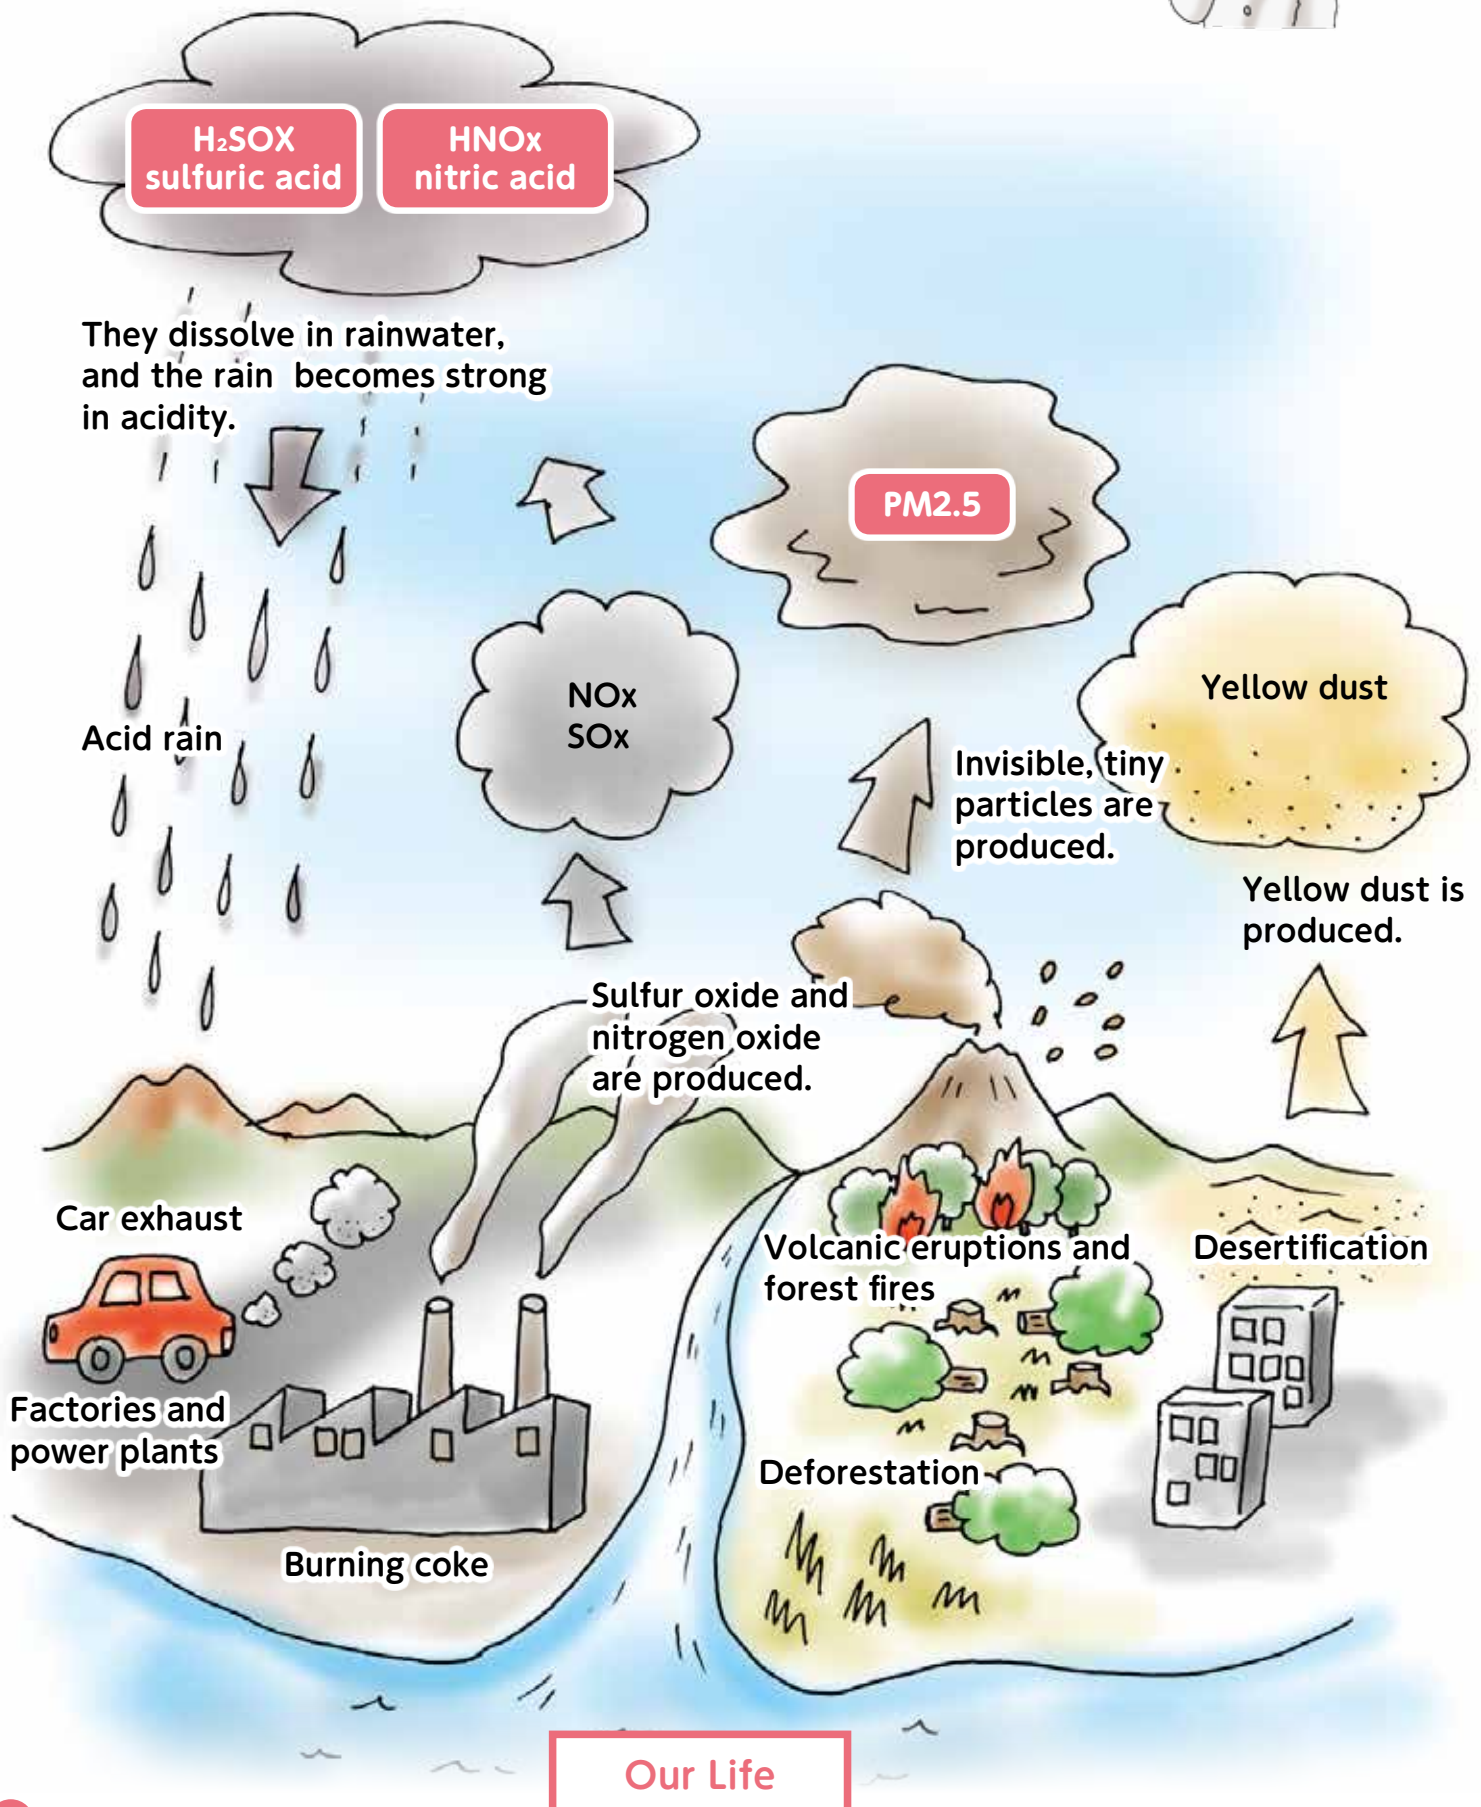 H₂SOX
sulfuric acid
HNOx
nitric acid
They dissolve in rainwater,
and the rain becomes strong
in acidity.
PM2.5
NOx
SOx
Yellow dust
Acid rain
Invisible, tiny
particles are
produced.
Yellow dust is
produced.
Sulfur oxide and
nitrogen oxide
are produced.
Car exhaust
Volcanic eruptions and
forest fires
Desertification
Factories and
power plants
Deforestation
Burning coke
Our Life